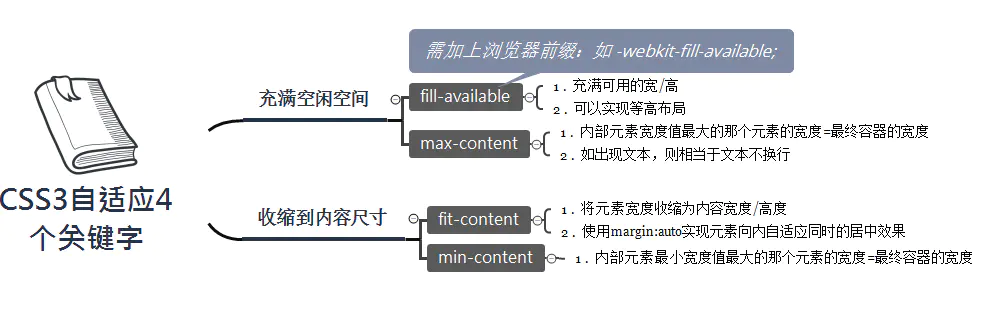 需加上浏览器前缀：如 -webkit-fill-available;
充满空闲空间
fill-available
1．充满可用的宽/高
2．可以实现等高布局
max-content
1．内部元素宽度值最大的那个元素的宽度=最终容器的宽度
2．如出现文本，则相当于文本不换行
CSS3自适应4
个关键字
收缩到内容尺寸
fit-content
1．将元素宽度收缩为内容宽度/高度
2．使用margin:auto实现元素向内自适应同时的居中效果
min-content
1．内部元素最小宽度值最大的那个元素的宽度=最终容器的宽度